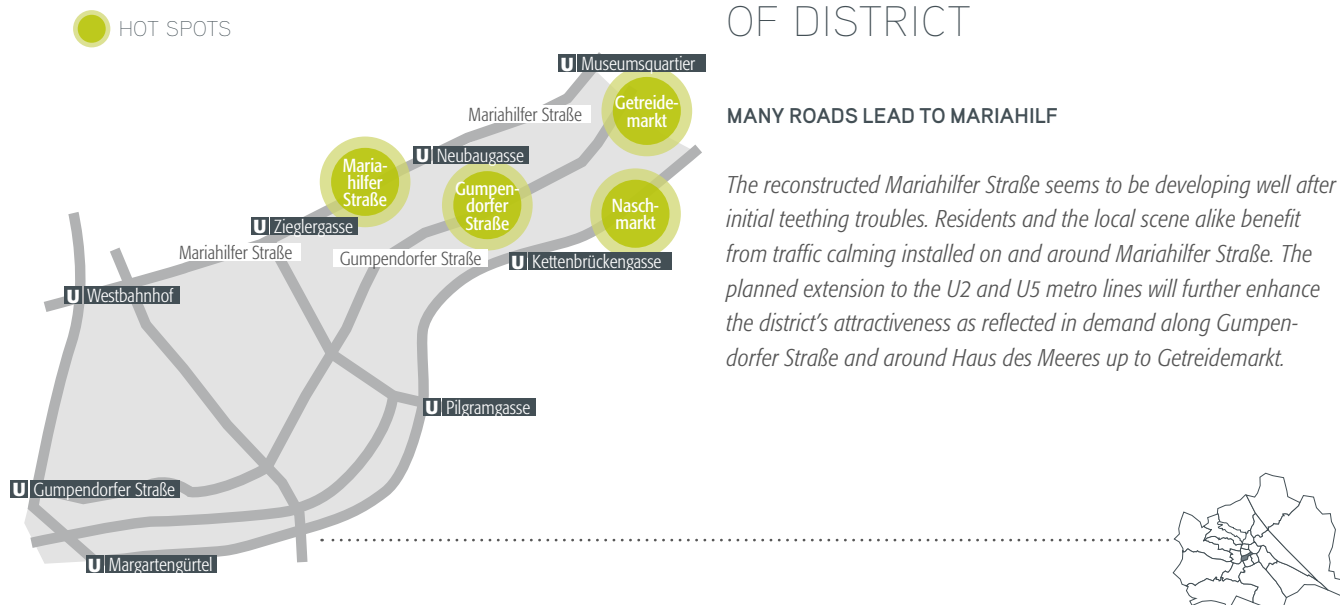 HOT SPOTS
U Museumsquartier
Getreide-
markt
Mariahilfer Straße
U Neubaugasse
Maria-
hilfer
Straße
Gumpen-
dorfer
Straße
Nasch-
markt
U Zieglergasse
Mariahilfer Straße
Gumpendorfer Straße
U Kettenbrückengasse
U Westbahnhof
U Pilgramgasse
U Gumpendorfer Straße
U Margartengürtel
OF DISTRICT
MANY ROADS LEAD TO MARIAHILF
The reconstructed Mariahilfer Straße seems to be developing well after
initial teething troubles. Residents and the local scene alike benefit
from traffic calming installed on and around Mariahilfer Straße. The
planned extension to the U2 and U5 metro lines will further enhance
the district's attractiveness as reflected in demand along Gumpen-
dorfer Straße and around Haus des Meeres up to Getreidemarkt.